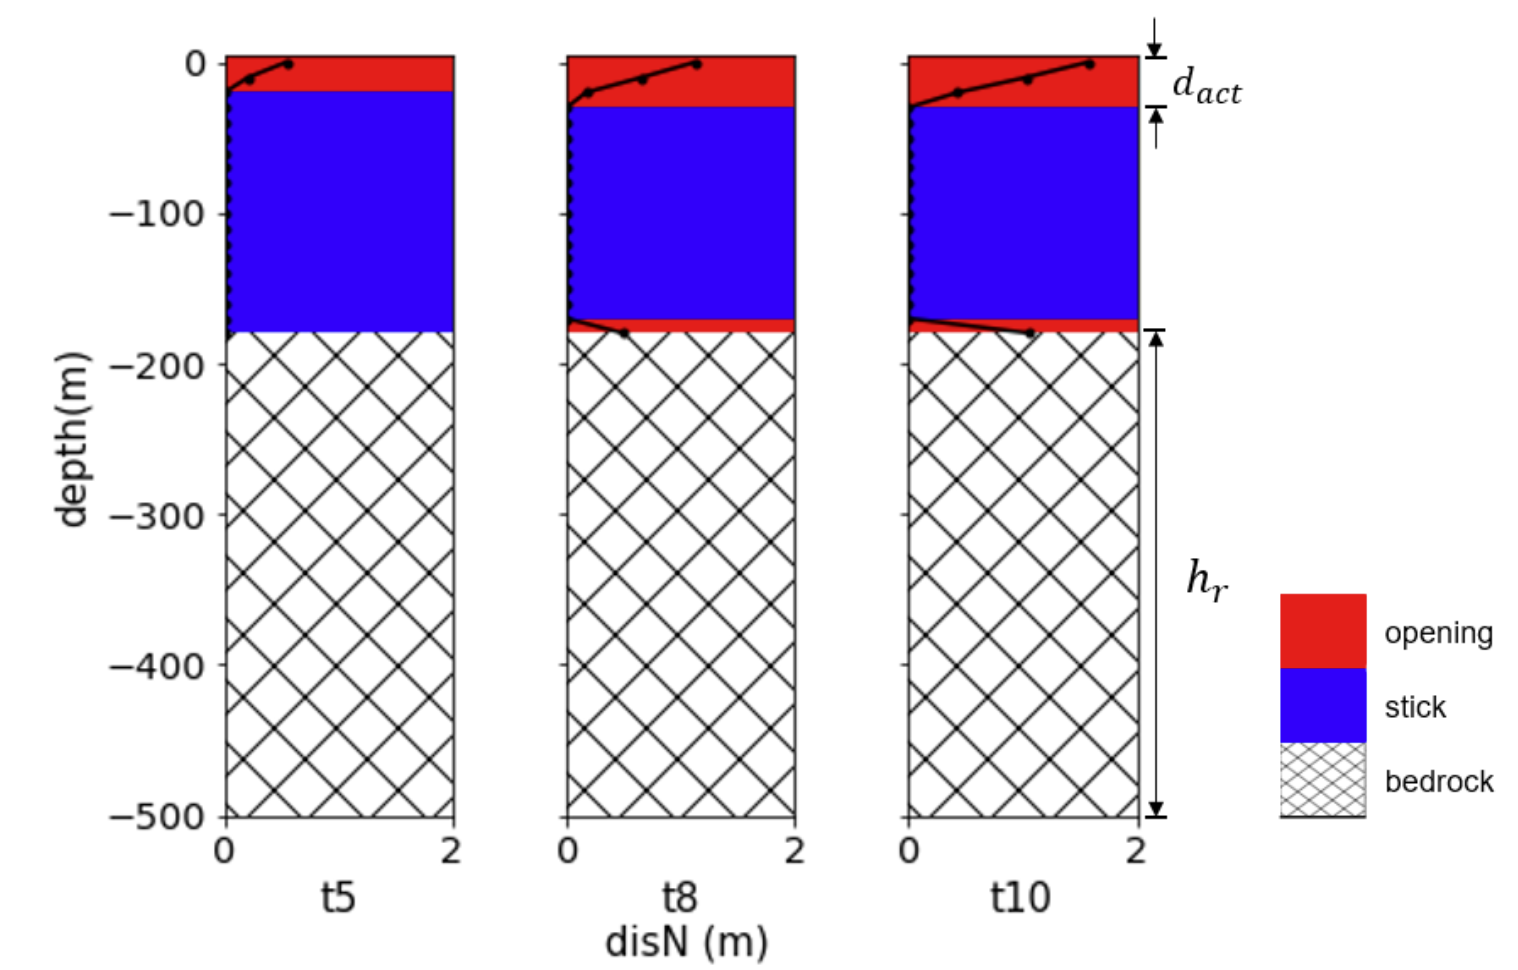 0
−100
−200
−300
−400
−500
depth(m)
0 2
0 2
0 2
t5
t8
t10
disN (m)
d_act
h_r
opening
stick
bedrock